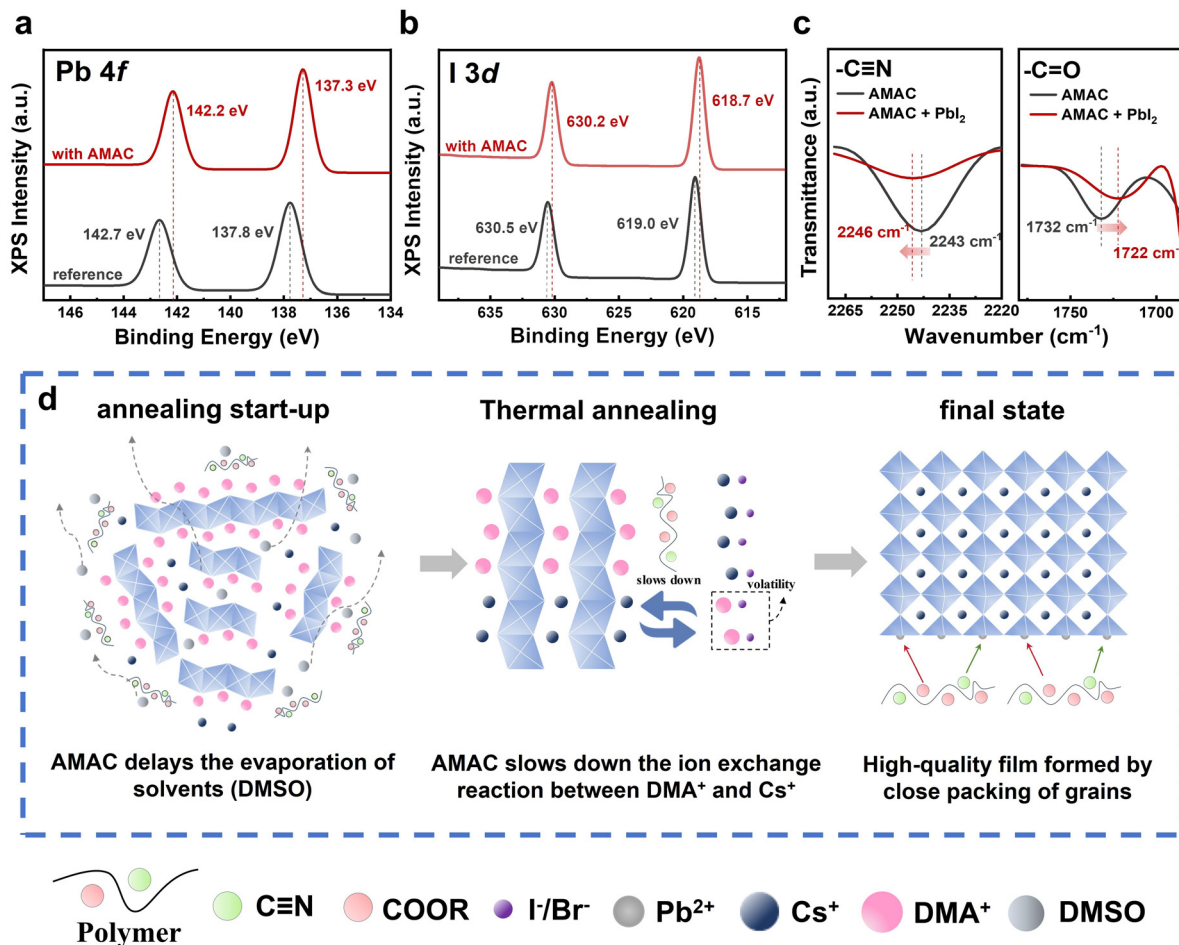 a
Pb 4f
XPS Intensity (a.u.)
142.2 eV
137.3 eV
with AMAC
142.7 eV
137.8 eV
reference
146 144 142 140 138 136 134
Binding Energy (eV)
b
I 3d
XPS Intensity (a.u.)
630.2 eV
618.7 eV
with AMAC
630.5 eV
619.0 eV
reference
635 630 625 620 615
Binding Energy (eV)
c
Transmittance (a.u.)
-C≡N
AMAC
AMAC + PbI₂
2246 cm⁻¹
2243 cm⁻¹
2265 2250 2235 2220
-C=O
AMAC
AMAC + PbI₂
1732 cm⁻¹
1722 cm⁻¹
1750 1700
Wavenumber (cm⁻¹)
d
annealing start-up
Thermal annealing
final state
slows down
volatility
AMAC delays the evaporation of
solvents (DMSO)
AMAC slows down the ion exchange
reaction between DMA⁺ and Cs⁺
High-quality film formed by
close packing of grains
Polymer
C≡N
COOR
I⁻/Br⁻
Pb²⁺
Cs⁺
DMA⁺
DMSO